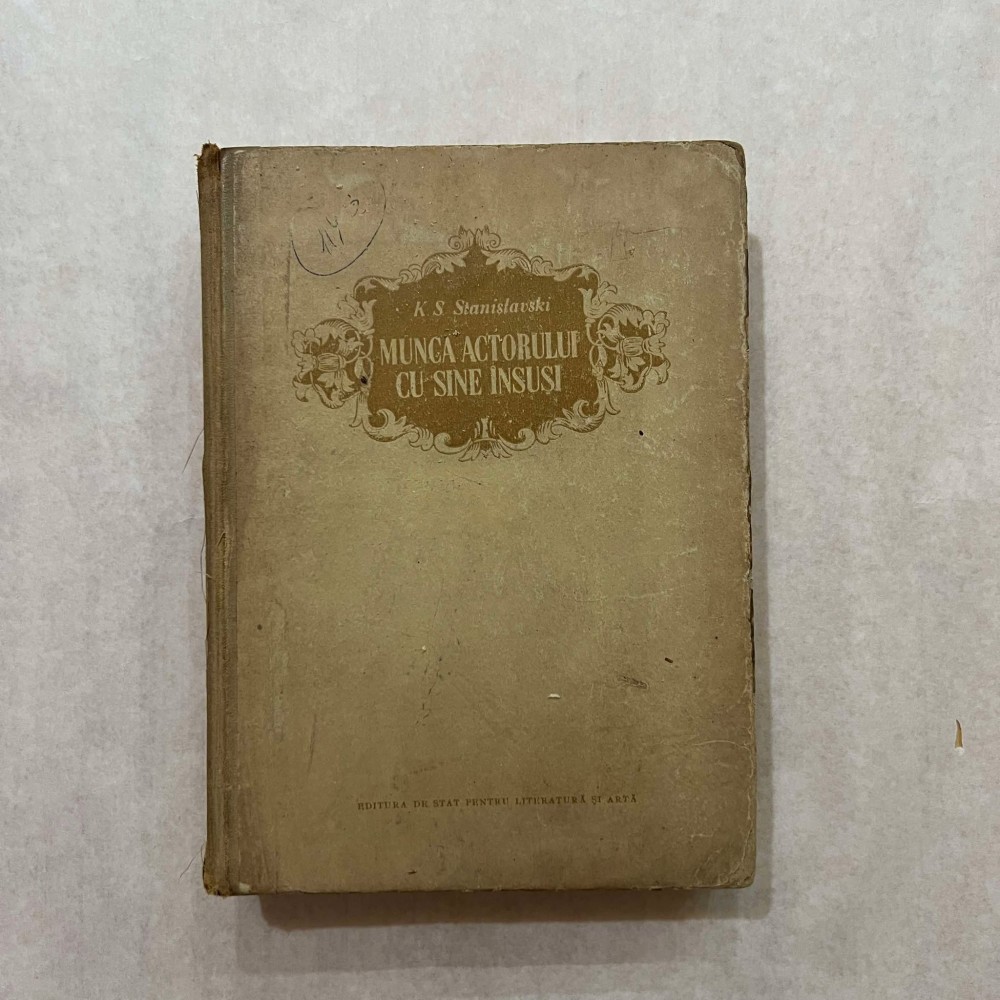 K. S. Stanislavski
MUNCA ACTORULUI
CU SINE ÎNSUȘI
EDITURA DE STAT PENTRU LITERATURĂ ȘI ARTĂ